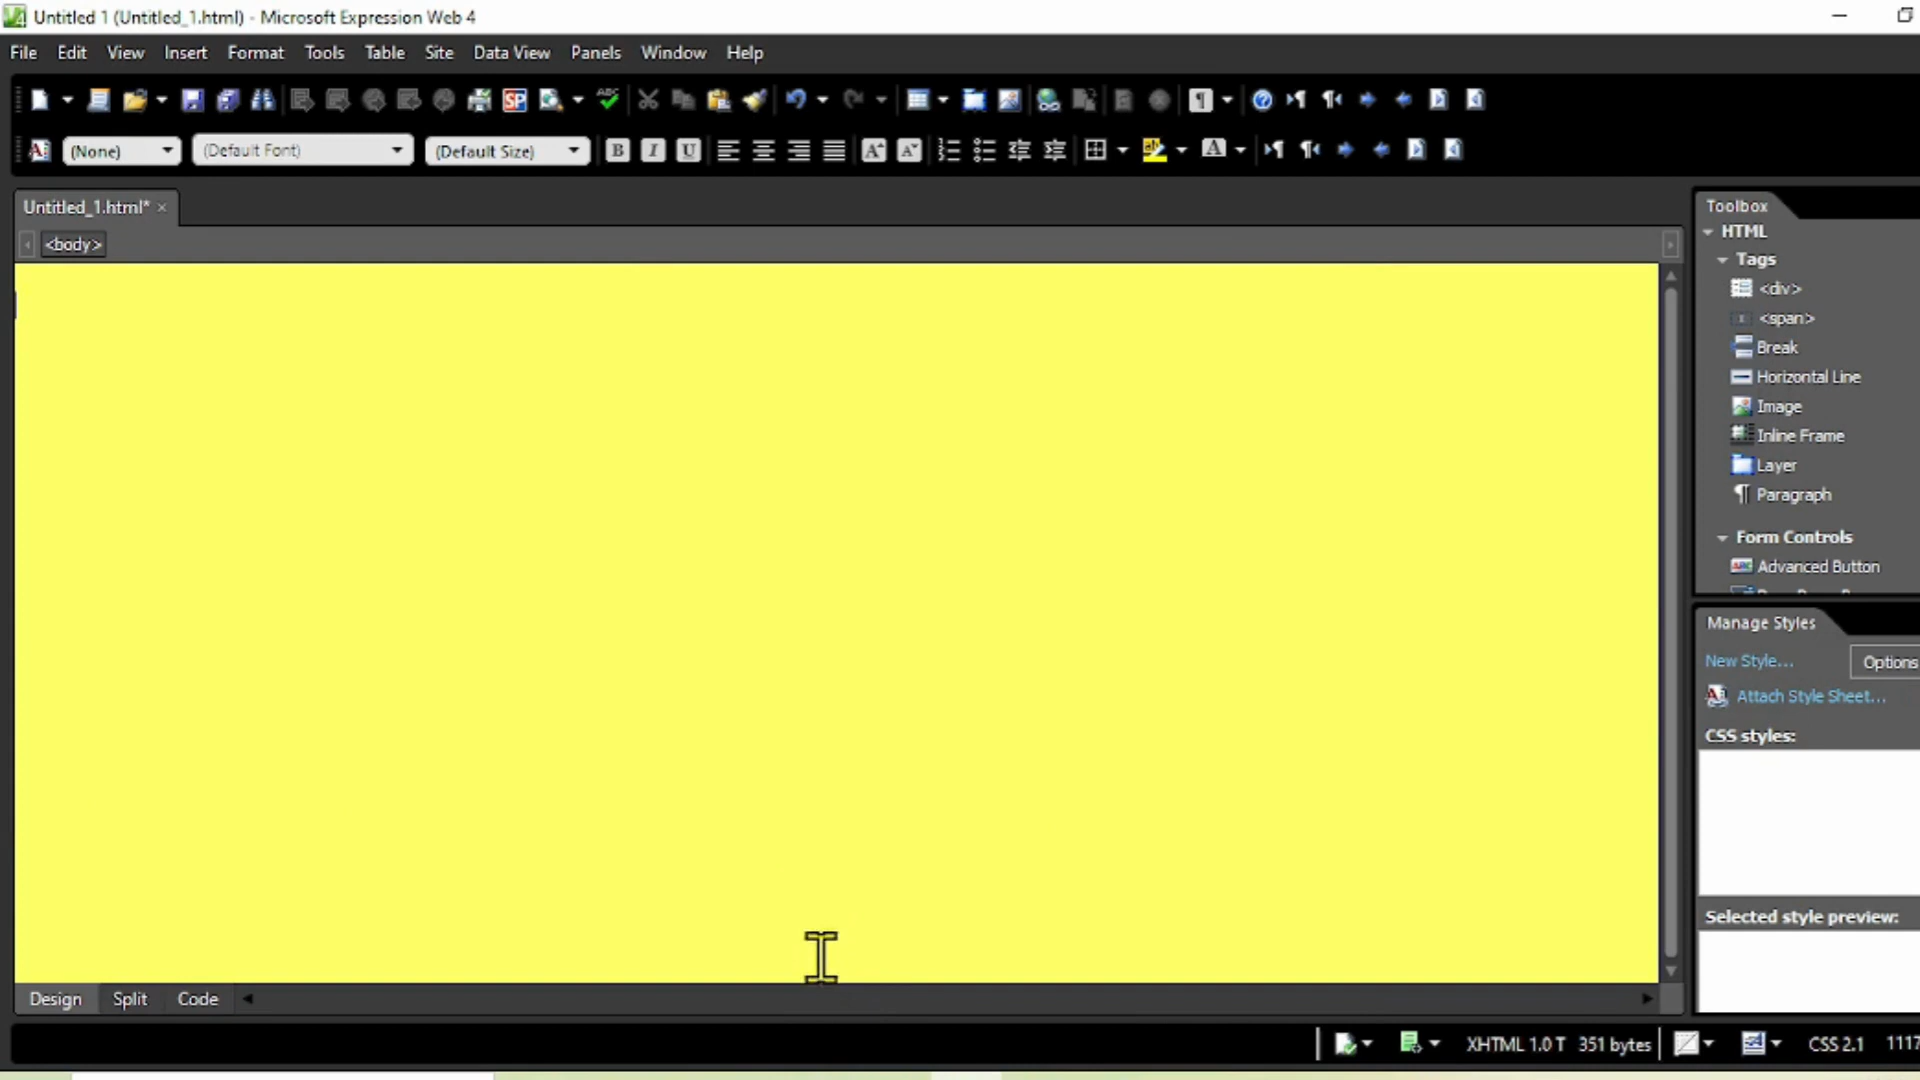 Untitled 1 (Untitled_1.html) - Microsoft Expression Web 4
File Edit View Insert Format Tools Table Site Data View Panels Window Help
(None) (Default Font) (Default Size) B I U
Untitled_1.html*
<body>
Toolbox
HTML
Tags
<div>
<span>
Break
Horizontal Line
Image
Inline Frame
Layer
Paragraph
Form Controls
Advanced Button
Manage Styles
New Style...
Options
Attach Style Sheet...
CSS styles:
Selected style preview:
Design Split Code
XHTML 1.0 T 351 bytes CSS 2.1 1117